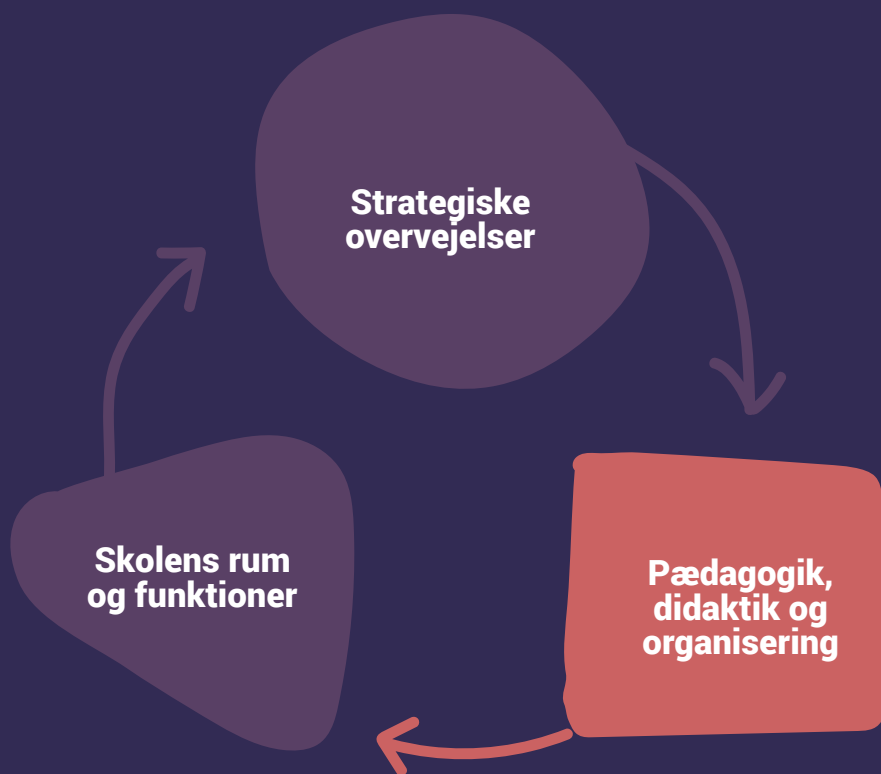 Strategiske
overvejelser
Skolens rum
og funktioner
Pædagogik,
didaktik og
organisering